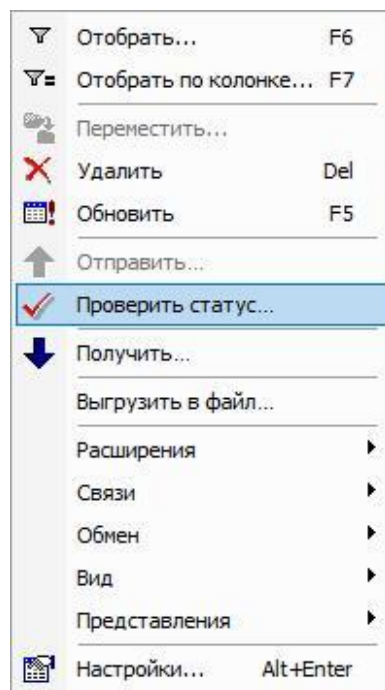 Отобрать... F6
Отобрать по колонке... F7
Переместить...
Удалить Del
Обновить F5
Отправить...
Проверить статус...
Получить...
Выгрузить в файл...
Расширения
Связи
Обмен
Вид
Представления
Настройки... Alt+Enter